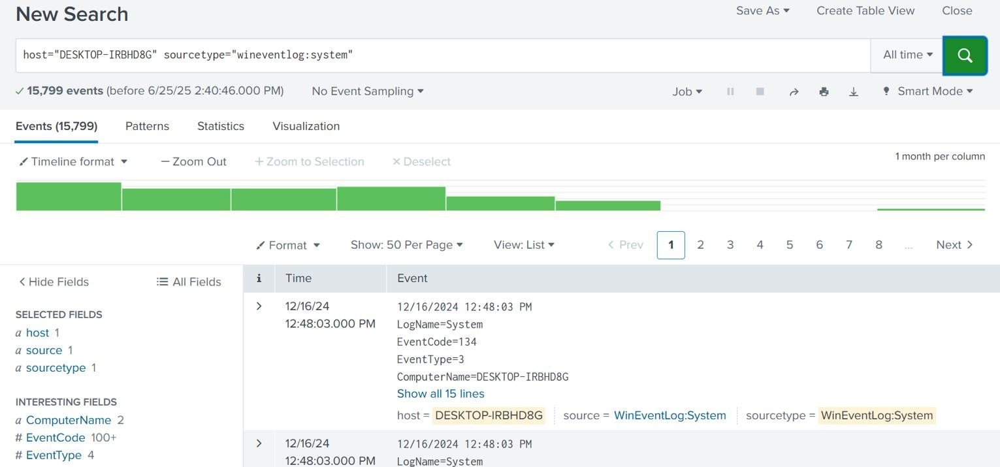 New Search
Save As Create Table View Close
host="DESKTOP-IRBHD8G" sourcetype="wineventlog:system" All time
15,799 events (before 6/25/25 2:40:46.000 PM) No Event Sampling Job Smart Mode
Events (15,799) Patterns Statistics Visualization
Timeline format — Zoom Out + Zoom to Selection × Deselect 1 month per column
Format Show: 50 Per Page View: List < Prev 1 2 3 4 5 6 7 8 ... Next >
< Hide Fields All Fields
SELECTED FIELDS
a host 1
a source 1
a sourcetype 1
INTERESTING FIELDS
a ComputerName 2
# EventCode 100+
# EventType 4
i Time Event
> 12/16/24
12:48:03.000 PM
12/16/2024 12:48:03 PM
LogName=System
EventCode=134
EventType=3
ComputerName=DESKTOP-IRBHD8G
Show all 15 lines
host = DESKTOP-IRBHD8G source = WinEventLog:System sourcetype = WinEventLog:System
> 12/16/24
12:48:03.000 PM
12/16/2024 12:48:03 PM
LogName=System